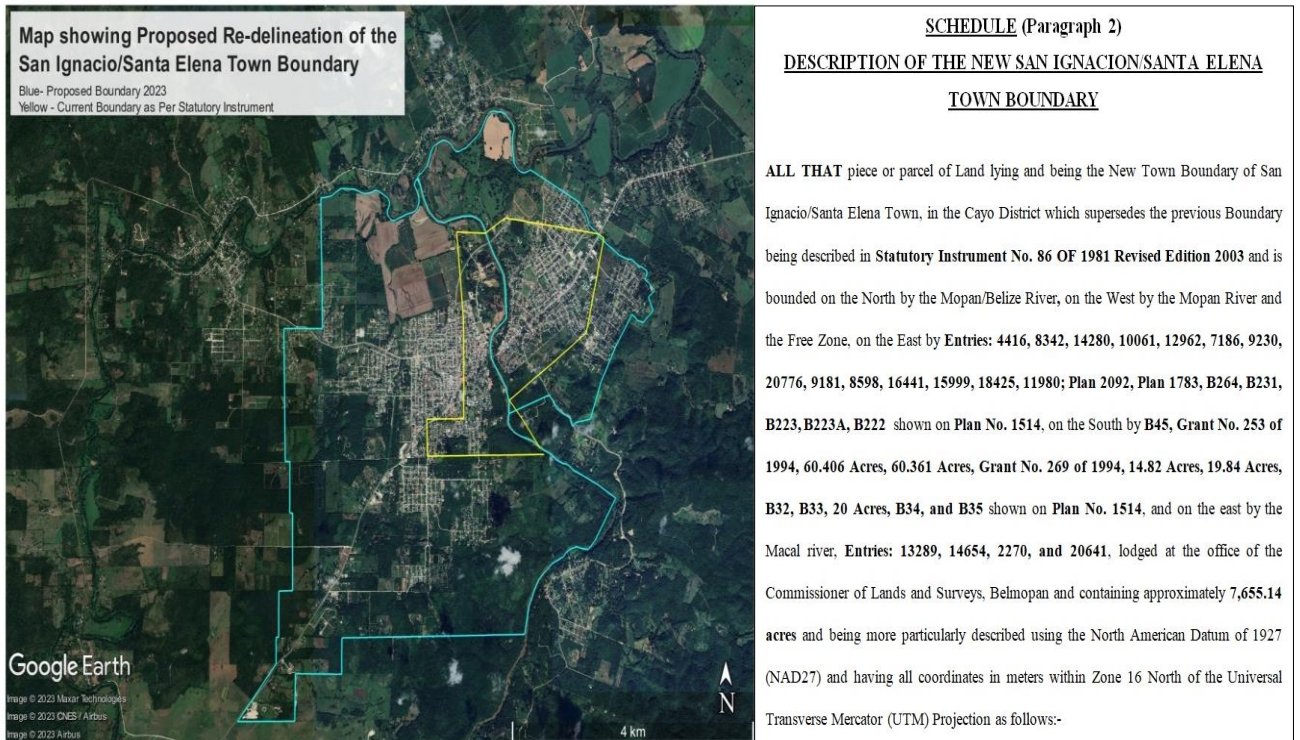 Map showing Proposed Re-delineation of the
San Ignacio/Santa Elena Town Boundary
Blue- Proposed Boundary 2023
Yellow - Current Boundary as Per Statutory Instrument
Google Earth
Image © 2023 Maxar Technologies
Image © 2023 CNES / Airbus
Image © 2023 Airbus
4 km
N
SCHEDULE (Paragraph 2)
DESCRIPTION OF THE NEW SAN IGNACION/SANTA ELENA
TOWN BOUNDARY
ALL THAT piece or parcel of Land lying and being the New Town Boundary of San
Ignacio/Santa Elena Town, in the Cayo District which supersedes the previous Boundary
being described in Statutory Instrument No. 86 OF 1981 Revised Edition 2003 and is
bounded on the North by the Mopan/Belize River, on the West by the Mopan River and
the Free Zone, on the East by Entries: 4416, 8342, 14280, 10061, 12962, 7186, 9230,
20776, 9181, 8598, 16441, 15999, 18425, 11980; Plan 2092, Plan 1783, B264, B231,
B223, B223A, B222 shown on Plan No. 1514, on the South by B45, Grant No. 253 of
1994, 60.406 Acres, 60.361 Acres, Grant No. 269 of 1994, 14.82 Acres, 19.84 Acres,
B32, B33, 20 Acres, B34, and B35 shown on Plan No. 1514, and on the east by the
Macal river, Entries: 13289, 14654, 2270, and 20641, lodged at the office of the
Commissioner of Lands and Surveys, Belmopan and containing approximately 7,655.14
acres and being more particularly described using the North American Datum of 1927
(NAD27) and having all coordinates in meters within Zone 16 North of the Universal
Transverse Mercator (UTM) Projection as follows:-